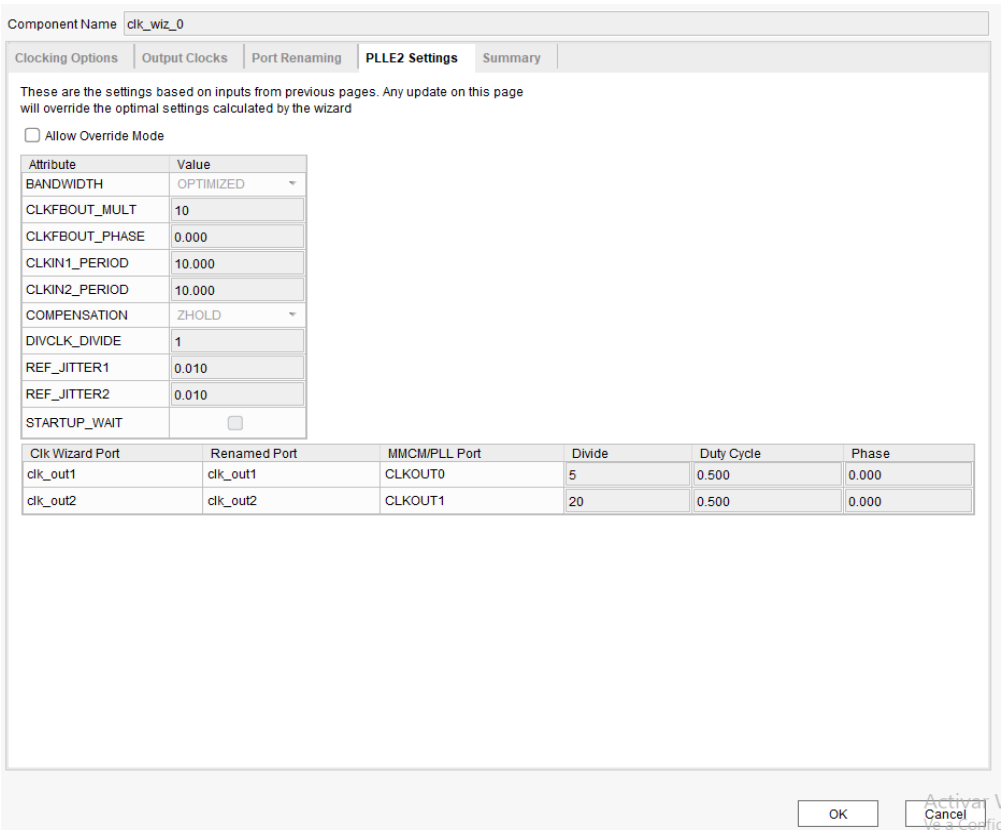 Component Name clk_wiz_0
Clocking Options Output Clocks Port Renaming PLLE2 Settings Summary
These are the settings based on inputs from previous pages. Any update on this page
will override the optimal settings calculated by the wizard
Allow Override Mode
Attribute Value
BANDWIDTH OPTIMIZED
CLKFBOUT_MULT 10
CLKFBOUT_PHASE 0.000
CLKIN1_PERIOD 10.000
CLKIN2_PERIOD 10.000
COMPENSATION ZHOLD
DIVCLK_DIVIDE 1
REF_JITTER1 0.010
REF_JITTER2 0.010
STARTUP_WAIT
Clk Wizard Port Renamed Port MMCM/PLL Port Divide Duty Cycle Phase
clk_out1 clk_out1 CLKOUT0 5 0.500 0.000
clk_out2 clk_out2 CLKOUT1 20 0.500 0.000
Activar
OK Cancel
Ve a